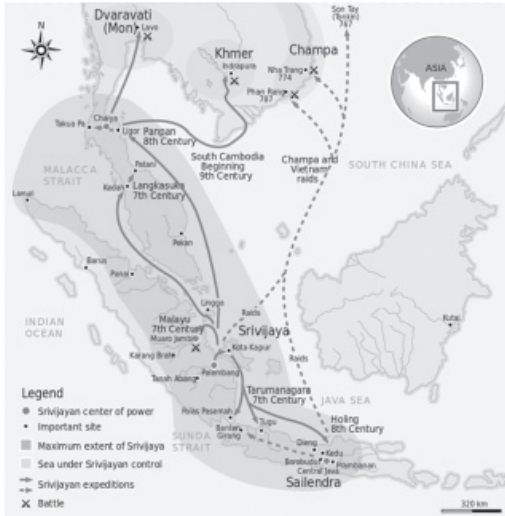 Son Tay
(Tonkin)
767
Dvaravati
(Mon)
Lavo
Khmer
Indrapura
Champa
Nha Trang
774
Phan Rang
787
ASIA
N
Chaiya
Takua Pa
Ligor
Panpan
8th Century
South Cambodia
Beginning
9th Century
Champa and
Vietnam
raids
SOUTH CHINA SEA
MALACCA
STRAIT
Patani
Kedah
Langkasuka
7th Century
Lamuri
Pekan
Barus
Panai
Lingga
INDIAN
OCEAN
Malayu
7th Century
Muaro Jambi
Raids
Srivijaya
Kota Kapur
Karang Brahi
Palembang
Tanah Abang
Kutai
Raids
Tarumanagara
7th Century
JAVA SEA
Palas Pasemah
Holing
8th Century
SUNDA
STRAIT
Banten
Girang
Tugu
Dieng
Kedu
Borobudur
Prambanan
Central Java
Sailendra
Legend
Srivijayan center of power
Important site
Maximum extent of Srivijaya
Sea under Srivijayan control
Srivijayan expeditions
Battle
320 km